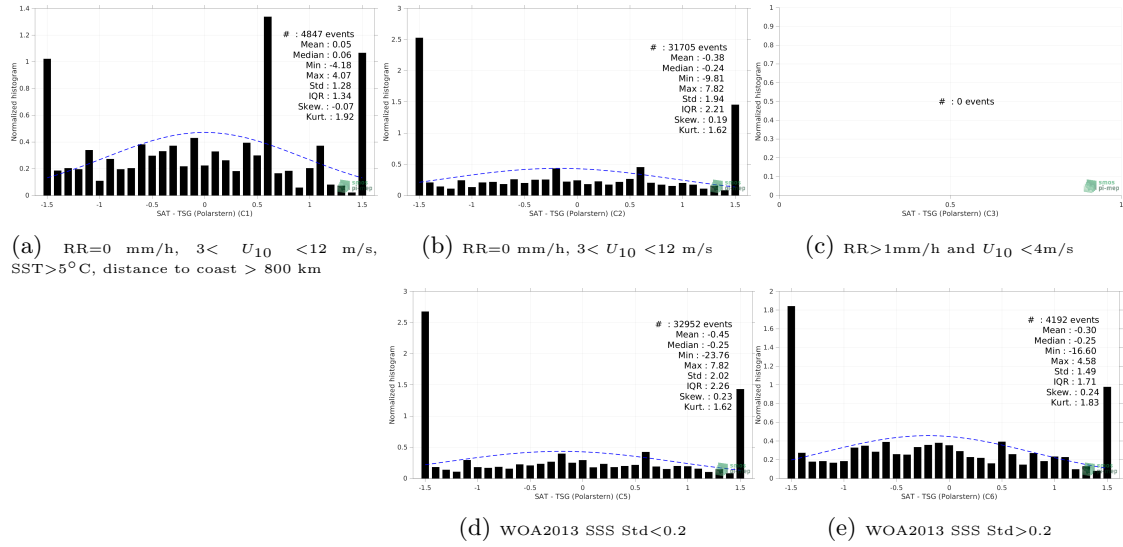 1.4
1.2
1
0.8
0.6
0.4
0.2
0
Normalized histogram
-1.5 -1 -0.5 0 0.5 1 1.5
SAT - TSG (Polarstern) (C1)
# : 4847 events
Mean : 0.05
Median : 0.06
Min : -4.18
Max : 4.07
Std : 1.28
IQR : 1.34
Skew. : -0.07
Kurt. : 1.92
smos
pi-mep
(a) RR=0 mm/h, 3< U10 <12 m/s,
SST>5°C, distance to coast > 800 km
3
2.5
2
1.5
1
0.5
0
Normalized histogram
-1.5 -1 -0.5 0 0.5 1 1.5
SAT - TSG (Polarstern) (C2)
# : 31705 events
Mean : -0.38
Median : -0.24
Min : -9.81
Max : 7.82
Std : 1.94
IQR : 2.21
Skew. : 0.19
Kurt. : 1.62
smos
pi-mep
(b) RR=0 mm/h, 3< U10 <12 m/s
1
0.9
0.8
0.7
0.6
0.5
0.4
0.3
0.2
0.1
0
Normalized histogram
0 0.5 1
SAT - TSG (Polarstern) (C3)
# : 0 events
smos
pi-mep
(c) RR>1mm/h and U10 <4m/s
3
2.5
2
1.5
1
0.5
0
Normalized histogram
-1.5 -1 -0.5 0 0.5 1 1.5
SAT - TSG (Polarstern) (C5)
# : 32952 events
Mean : -0.45
Median : -0.25
Min : -23.76
Max : 7.82
Std : 2.02
IQR : 2.26
Skew. : 0.23
Kurt. : 1.62
smos
pi-mep
(d) WOA2013 SSS Std<0.2
2
1.8
1.6
1.4
1.2
1
0.8
0.6
0.4
0.2
0
Normalized histogram
-1.5 -1 -0.5 0 0.5 1 1.5
SAT - TSG (Polarstern) (C6)
# : 4192 events
Mean : -0.30
Median : -0.25
Min : -16.60
Max : 4.58
Std : 1.49
IQR : 1.71
Skew. : 0.24
Kurt. : 1.83
smos
pi-mep
(e) WOA2013 SSS Std>0.2